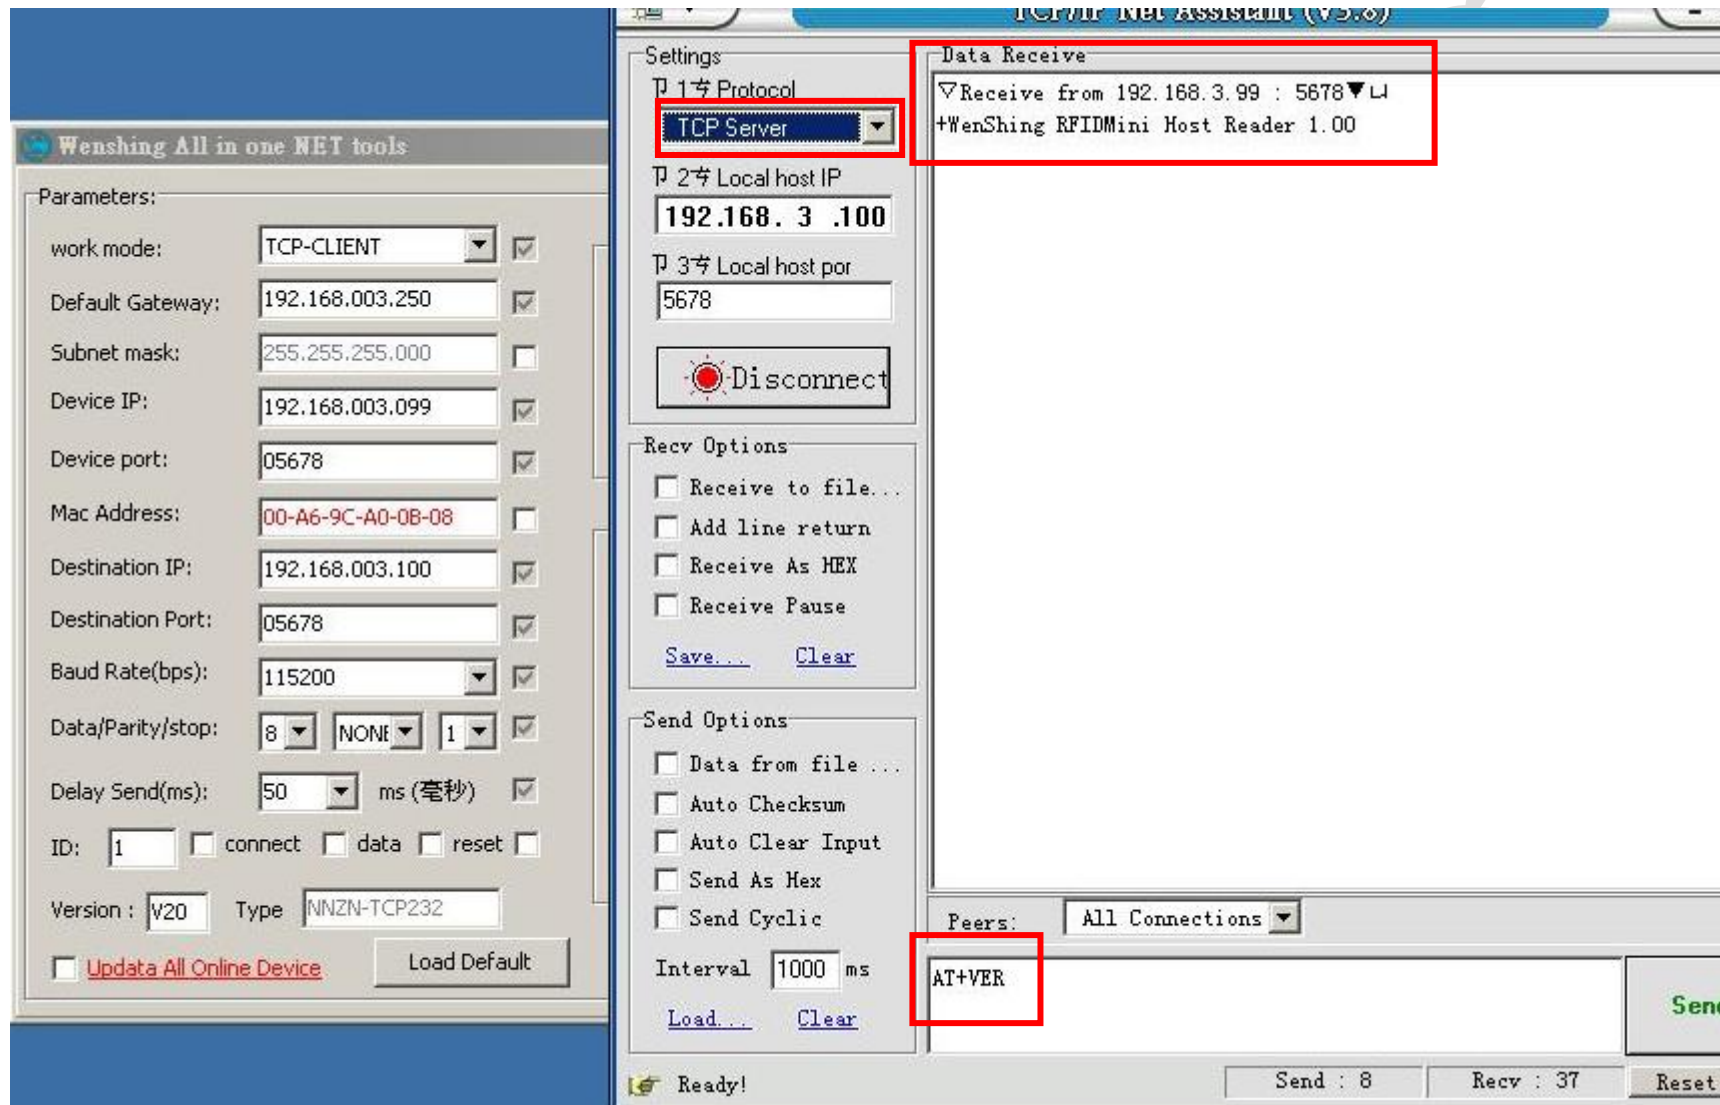 Wenshing All in one NET tools
Parameters:
work mode: TCP-CLIENT
Default Gateway: 192.168.003.250
Subnet mask: 255.255.255.000
Device IP: 192.168.003.099
Device port: 05678
Mac Address: 00-A6-9C-A0-0B-08
Destination IP: 192.168.003.100
Destination Port: 05678
Baud Rate(bps): 115200
Data/Parity/stop: 8 NONE 1
Delay Send(ms): 50 ms (毫秒)
ID: 1 connect data reset
Version : V20 Type NNZN-TCP232
Updata All Online Device Load Default
TCP/IP Net Assistant (V3.8)
Settings
1 Protocol
TCP Server
2 Local host IP
192.168. 3 .100
3 Local host por
5678
Disconnect
Recv Options
Receive to file...
Add line return
Receive As HEX
Receive Pause
Save... Clear
Send Options
Data from file ...
Auto Checksum
Auto Clear Input
Send As Hex
Send Cyclic
Interval 1000 ms
Load... Clear
Data Receive
▽Receive from 192.168.3.99 : 5678▼
+WenShing RFIDMini Host Reader 1.00
Peers: All Connections
AT+VER
Send
Ready! Send : 8 Recv : 37 Reset